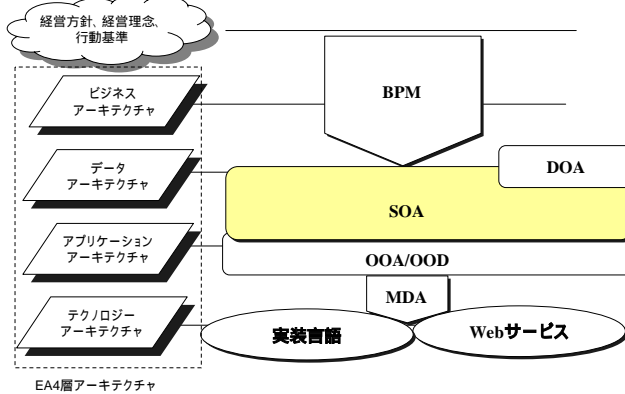 経営方針、経営理念、
行動基準
ビジネス
アーキテクチャ
BPM
データ
アーキテクチャ
DOA
SOA
アプリケーション
アーキテクチャ
OOA/OOD
MDA
テクノロジー
アーキテクチャ
実装言語
Webサービス
EA4層アーキテクチャ